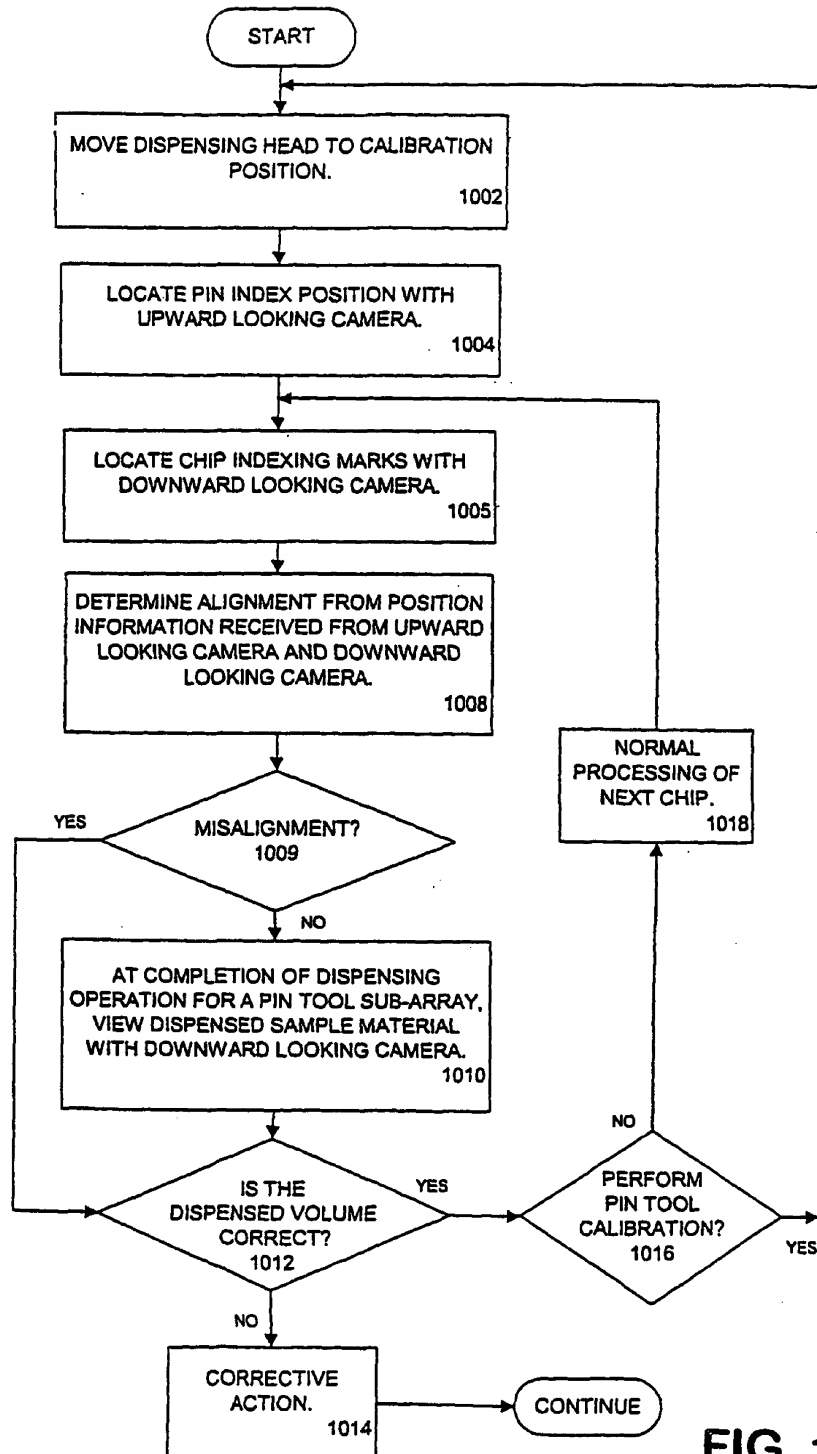 START
MOVE DISPENSING HEAD TO CALIBRATION
POSITION.
1002
LOCATE PIN INDEX POSITION WITH
UPWARD LOOKING CAMERA.
1004
LOCATE CHIP INDEXING MARKS WITH
DOWNWARD LOOKING CAMERA.
1005
DETERMINE ALIGNMENT FROM POSITION
INFORMATION RECEIVED FROM UPWARD
LOOKING CAMERA AND DOWNWARD
LOOKING CAMERA.
1008
NORMAL
PROCESSING OF
NEXT CHIP.
1018
YES
MISALIGNMENT?
1009
NO
AT COMPLETION OF DISPENSING
OPERATION FOR A PIN TOOL SUB-ARRAY,
VIEW DISPENSED SAMPLE MATERIAL
WITH DOWNWARD LOOKING CAMERA.
1010
IS THE
DISPENSED VOLUME
CORRECT?
1012
YES
NO
PERFORM
PIN TOOL
CALIBRATION?
1016
YES
NO
CORRECTIVE
ACTION.
1014
CONTINUE
FIG.